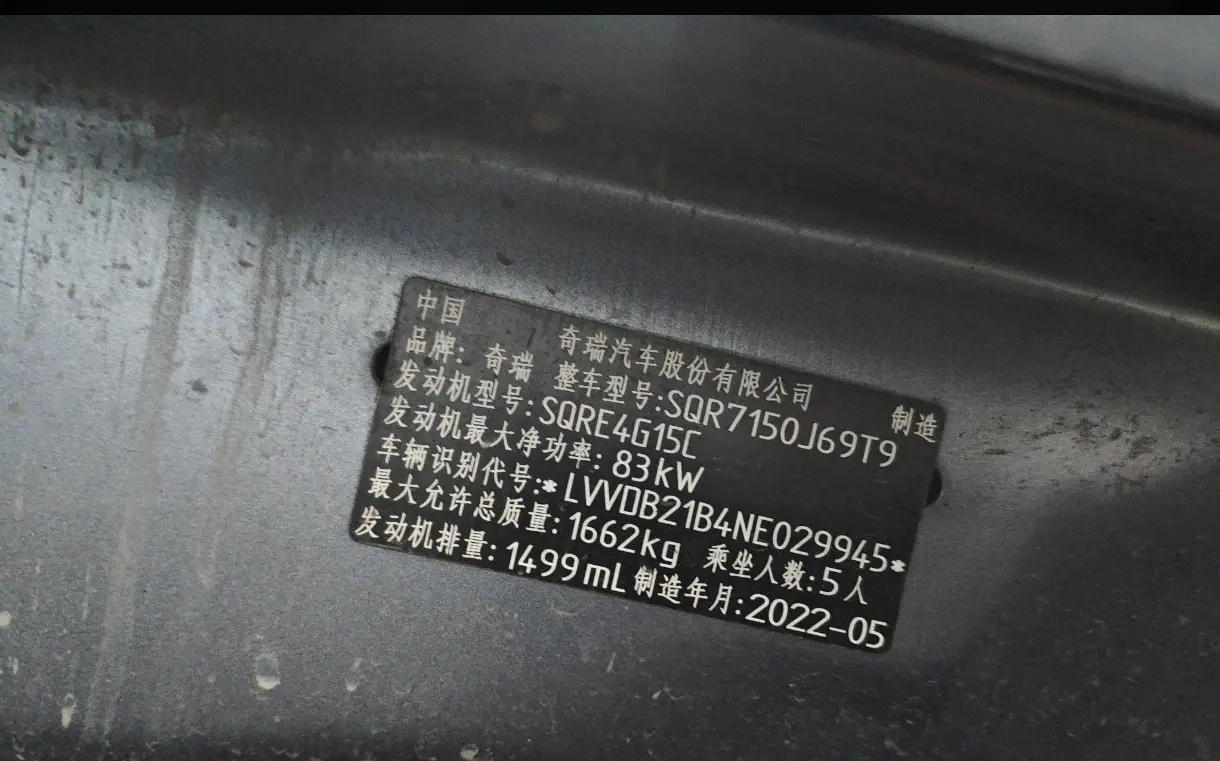 中国 奇瑞汽车股份有限公司 制造
品牌: 奇瑞 整车型号:SQR7150J69T9
发动机型号:SQRE4G15C
发动机最大净功率: 83kW
车辆识别代号:*LVVDB21B4NE029945*
最大允许总质量:1662kg 乘坐人数:5人
发动机排量:1499mL 制造年月:2022-05